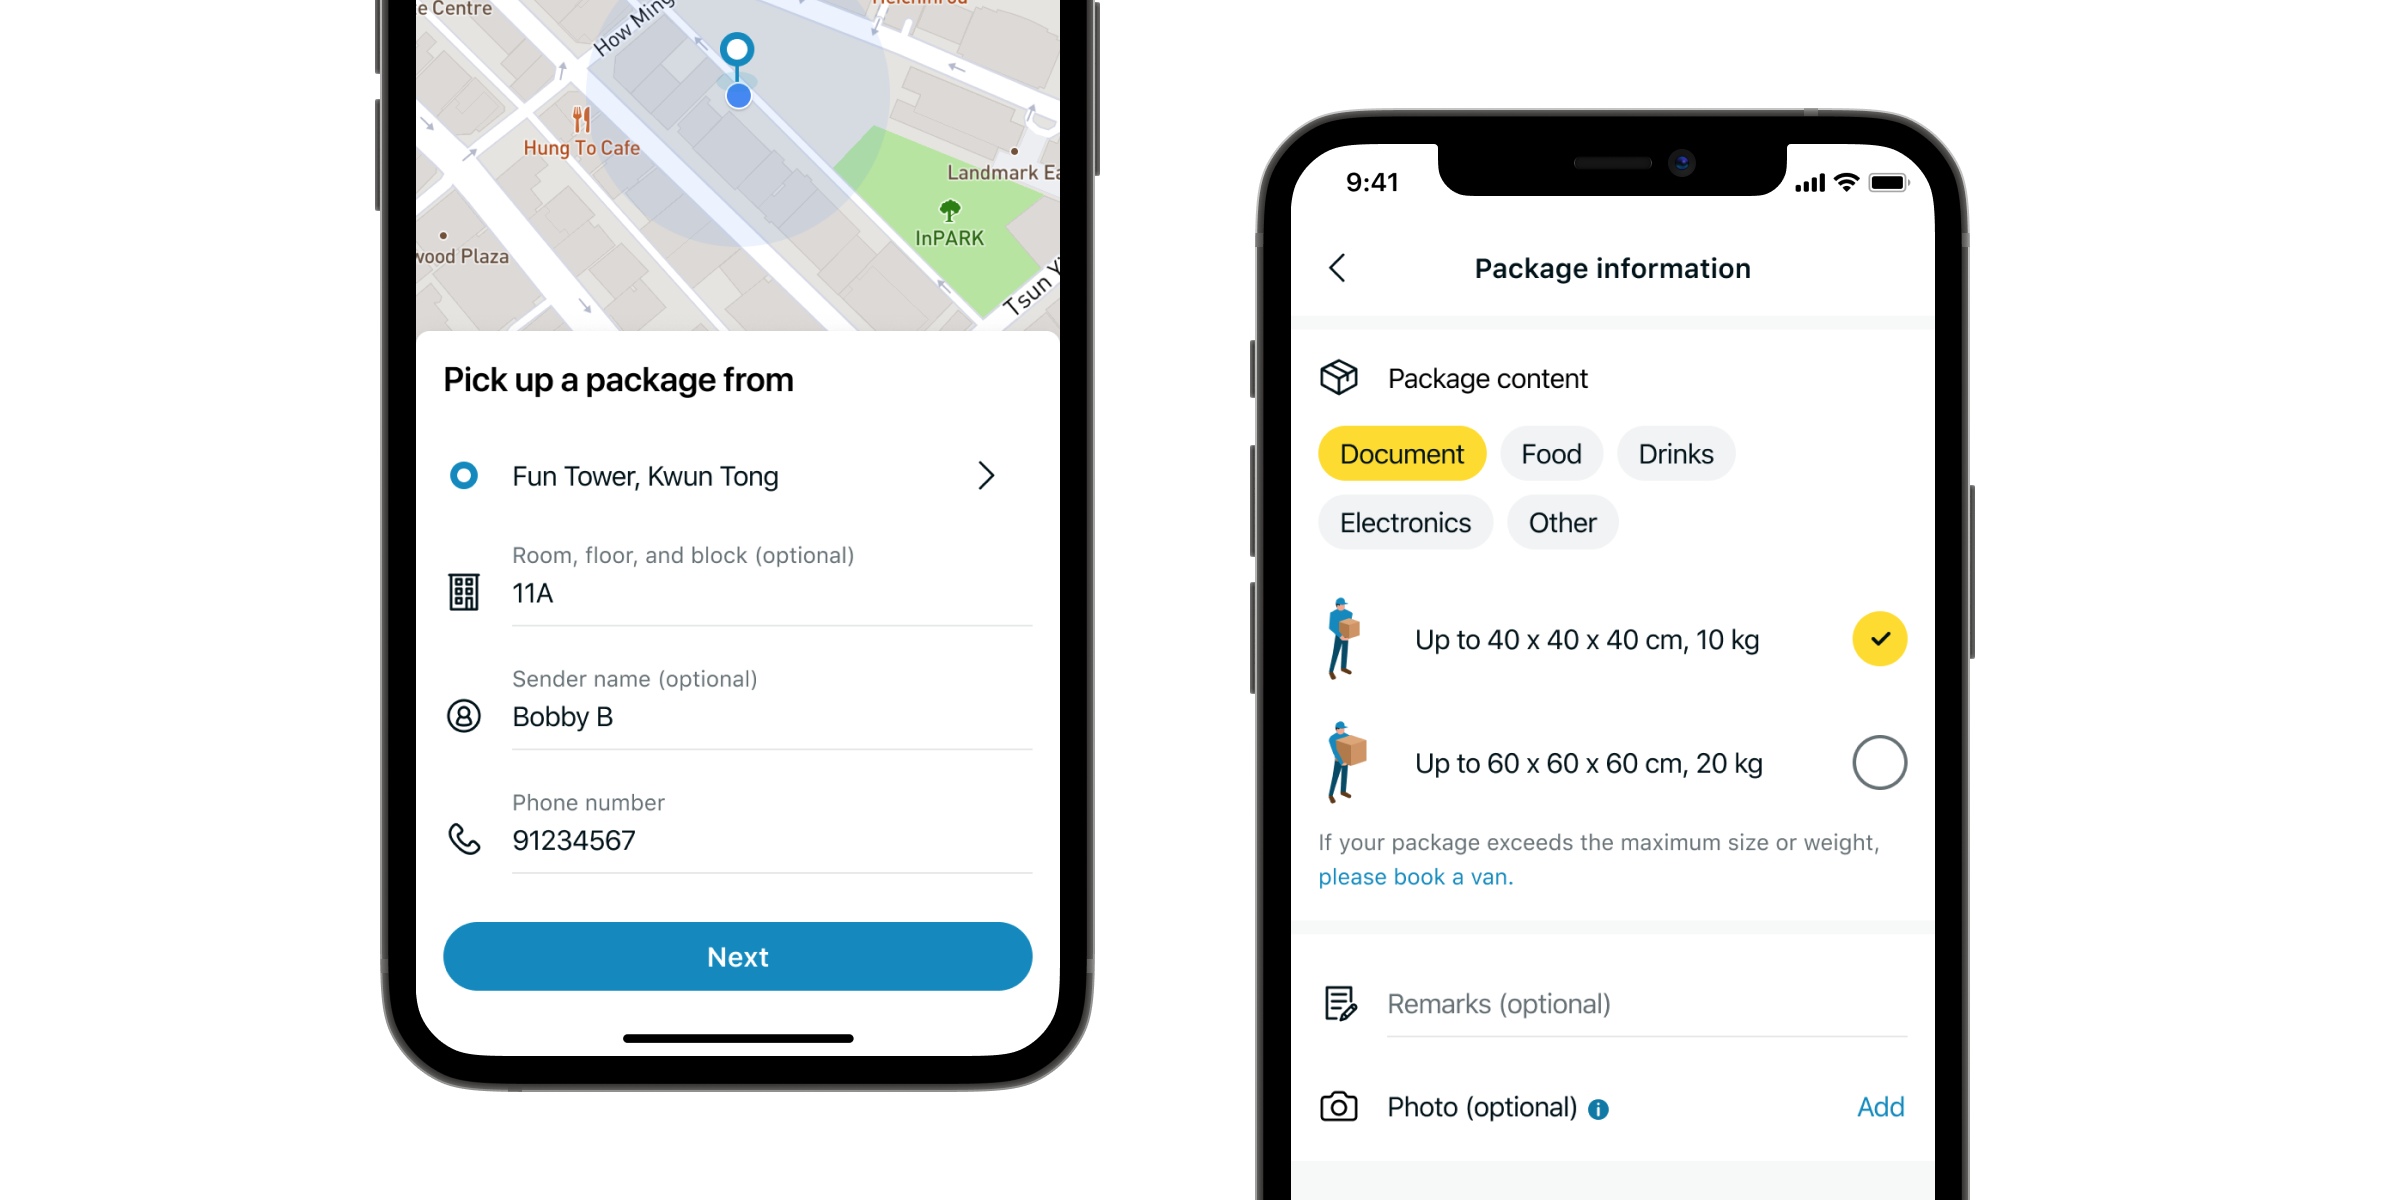 e Centre
How Ming
Hung To Cafe
Landmark Ea
InPARK
wood Plaza
Tsun Yi
Pick up a package from
Fun Tower, Kwun Tong
Room, floor, and block (optional)
11A
Sender name (optional)
Bobby B
Phone number
91234567
Next
9:41
Package information
Package content
Document Food Drinks
Electronics Other
Up to 40 x 40 x 40 cm, 10 kg
Up to 60 x 60 x 60 cm, 20 kg
If your package exceeds the maximum size or weight,
please book a van.
Remarks (optional)
Photo (optional)
Add